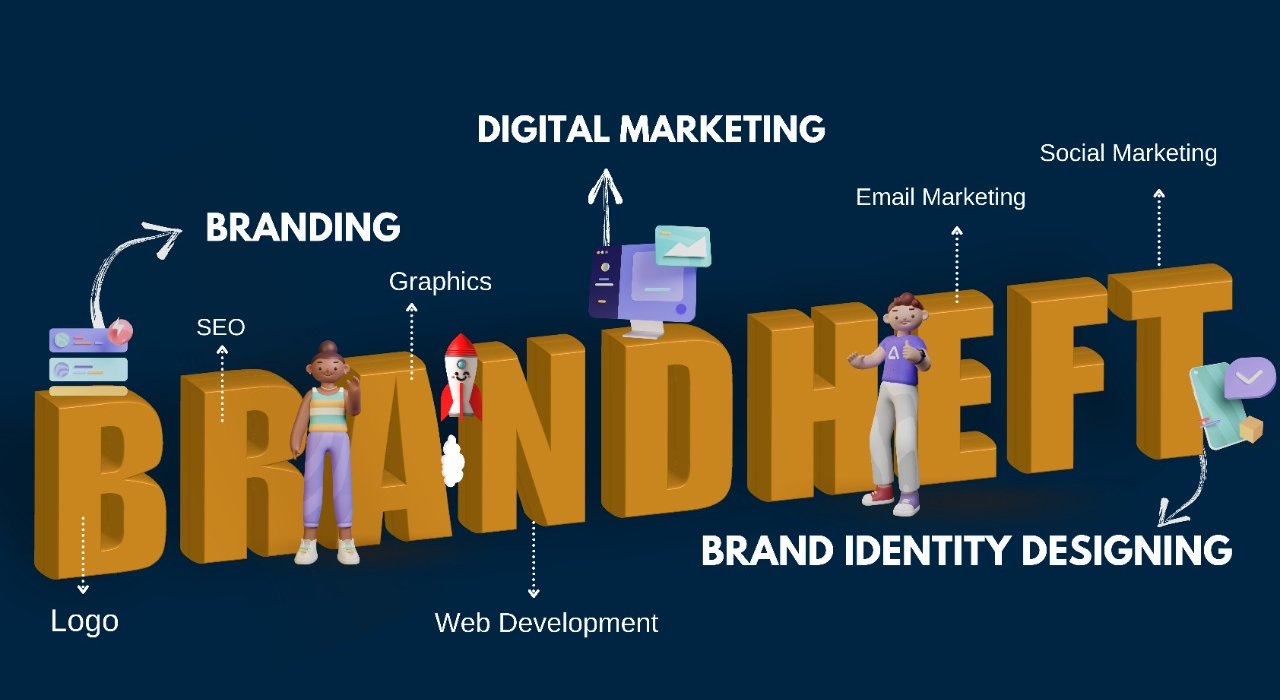 DIGITAL MARKETING
Social Marketing
Email Marketing
BRANDING
Graphics
SEO
BRANDHEFT
BRAND IDENTITY DESIGNING
Logo
Web Development